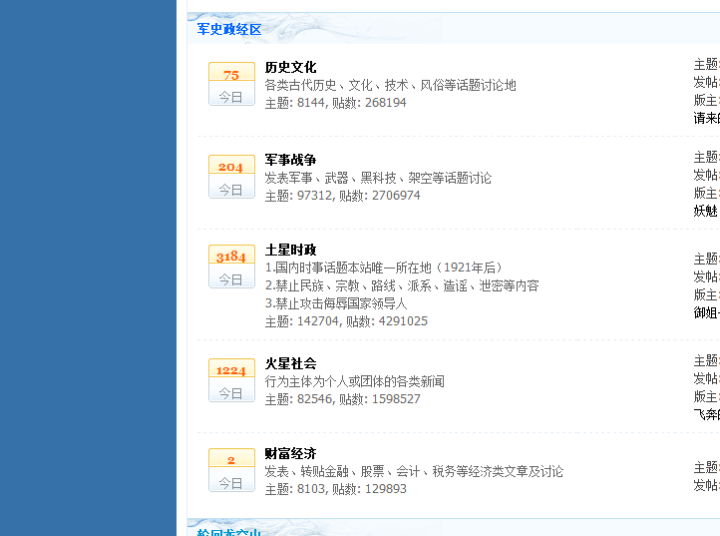 军史政经区
75
今日
历史文化
各类古代历史、文化、技术、风俗等话题讨论地
主题: 8144, 贴数: 268194
主题:
发帖:
版主:
请来的
204
今日
军事战争
发表军事、武器、黑科技、架空等话题讨论
主题: 97312, 贴数: 2706974
主题:
发帖:
版主:
妖魅
3184
今日
土星时政
1.国内时事话题本站唯一所在地（1921年后）
2.禁止民族、宗教、路线、派系、造谣、泄密等内容
3.禁止攻击侮辱国家领导人
主题: 142704, 贴数: 4291025
主题:
发帖:
版主:
御姐
1224
今日
火星社会
行为主体为个人或团体的各类新闻
主题: 82546, 贴数: 1598527
主题:
发帖:
版主:
飞奔的
2
今日
财富经济
发表、转贴金融、股票、会计、税务等经济类文章及讨论
主题: 8103, 贴数: 129893
主题:
发帖: